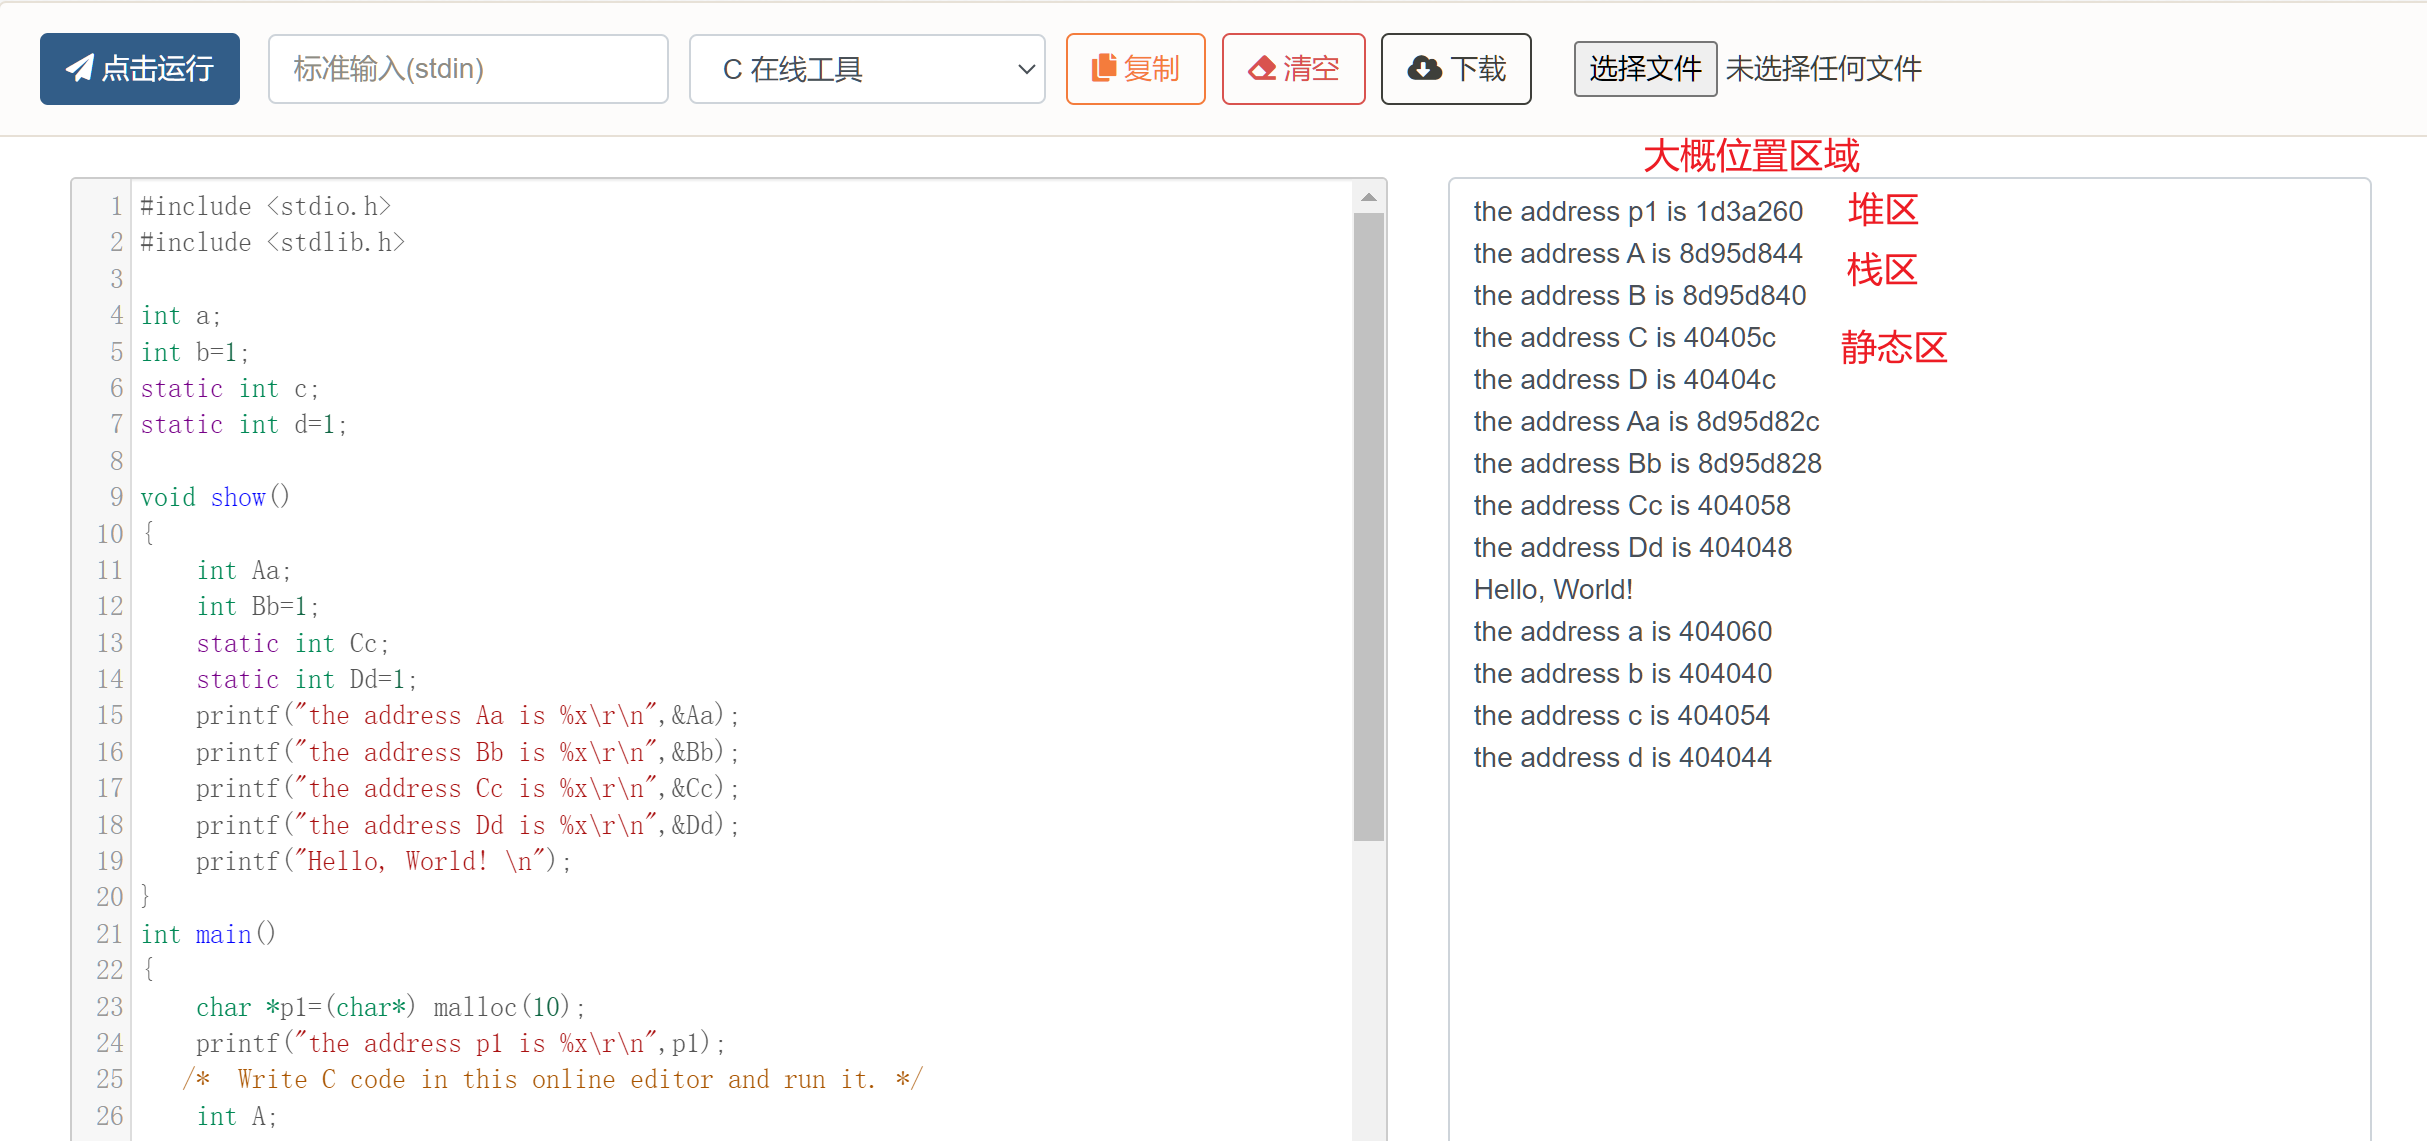 点击运行 标准输入(stdin) C 在线工具 复制 清空 下载 选择文件 未选择任何文件
大概位置区域
1 #include <stdio.h>
2 #include <stdlib.h>
3
4 int a;
5 int b=1;
6 static int c;
7 static int d=1;
8
9 void show()
10 {
11 int Aa;
12 int Bb=1;
13 static int Cc;
14 static int Dd=1;
15 printf("the address Aa is %x\r\n",&Aa);
16 printf("the address Bb is %x\r\n",&Bb);
17 printf("the address Cc is %x\r\n",&Cc);
18 printf("the address Dd is %x\r\n",&Dd);
19 printf("Hello, World! \n");
20 }
21 int main()
22 {
23 char *p1=(char*) malloc(10);
24 printf("the address p1 is %x\r\n",p1);
25 /* Write C code in this online editor and run it. */
26 int A;
the address p1 is 1d3a260 堆区
the address A is 8d95d844 栈区
the address B is 8d95d840
the address C is 40405c 静态区
the address D is 40404c
the address Aa is 8d95d82c
the address Bb is 8d95d828
the address Cc is 404058
the address Dd is 404048
Hello, World!
the address a is 404060
the address b is 404040
the address c is 404054
the address d is 404044